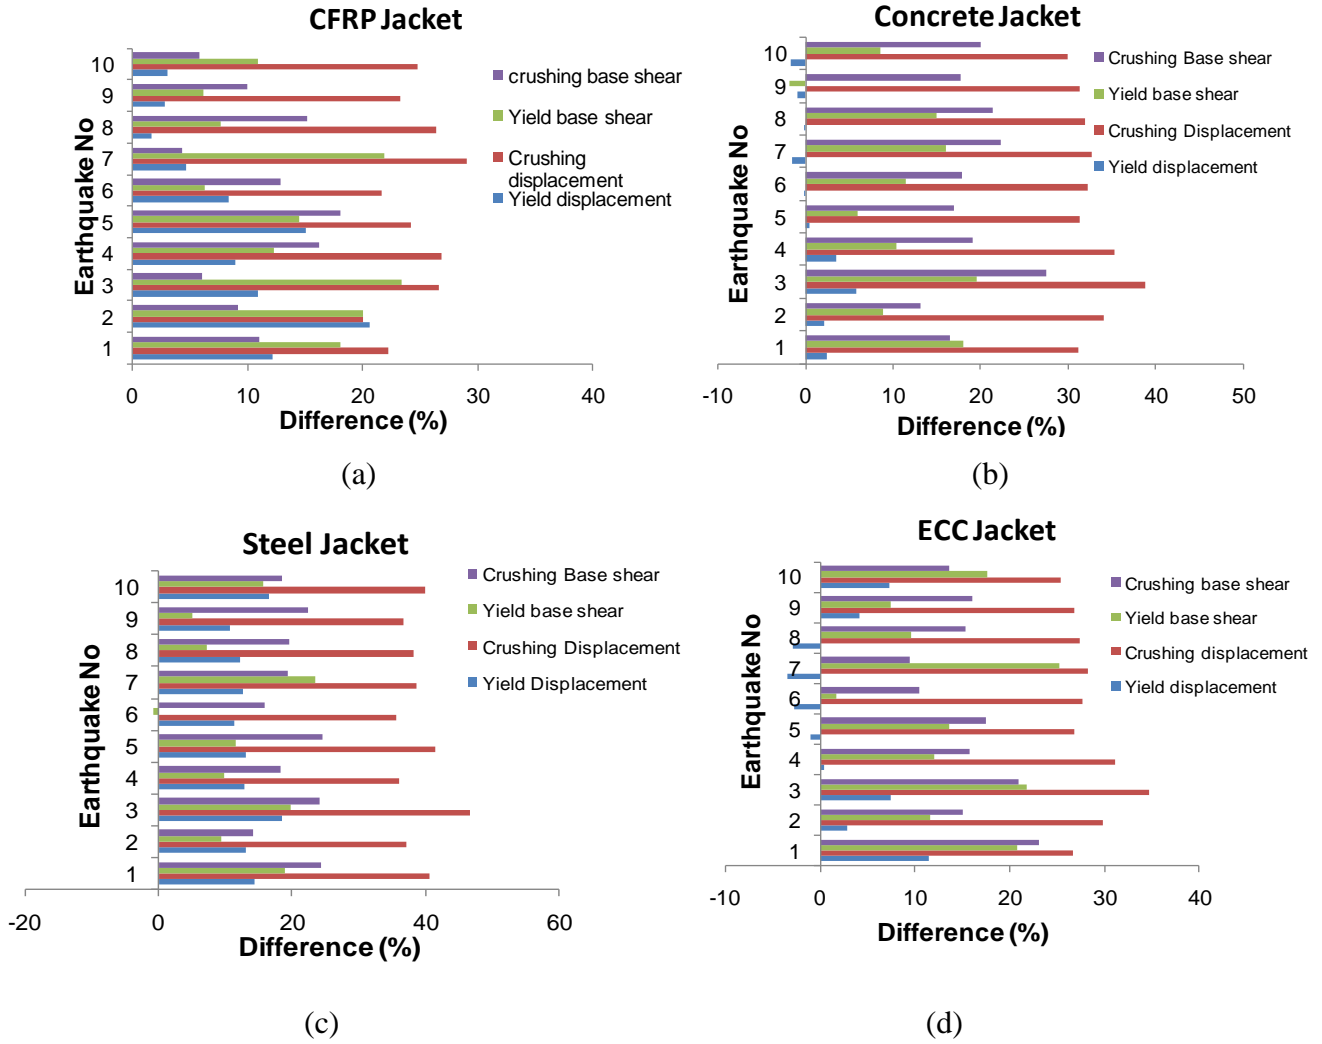 CFRP Jacket
10
9
8
7
6
5
4
3
2
1
Earthquake No
crushing base shear
Yield base shear
Crushing
displacement
Yield displacement
0 10 20 30 40
Difference (%)
(a)
Concrete Jacket
10
9
8
7
6
5
4
3
2
1
Earthquake No
Crushing Base shear
Yield base shear
Crushing Displacement
Yield displacement
-10 0 10 20 30 40 50
Difference (%)
(b)
Steel Jacket
10
9
8
7
6
5
4
3
2
1
Earthquake No
Crushing Base shear
Yield base shear
Crushing Displacement
Yield Displacement
-20 0 20 40 60
Difference (%)
(c)
ECC Jacket
10
9
8
7
6
5
4
3
2
1
Earthquake No
Crushing base shear
Yield base shear
Crushing displacement
Yield displacement
-10 0 10 20 30 40
Difference (%)
(d)